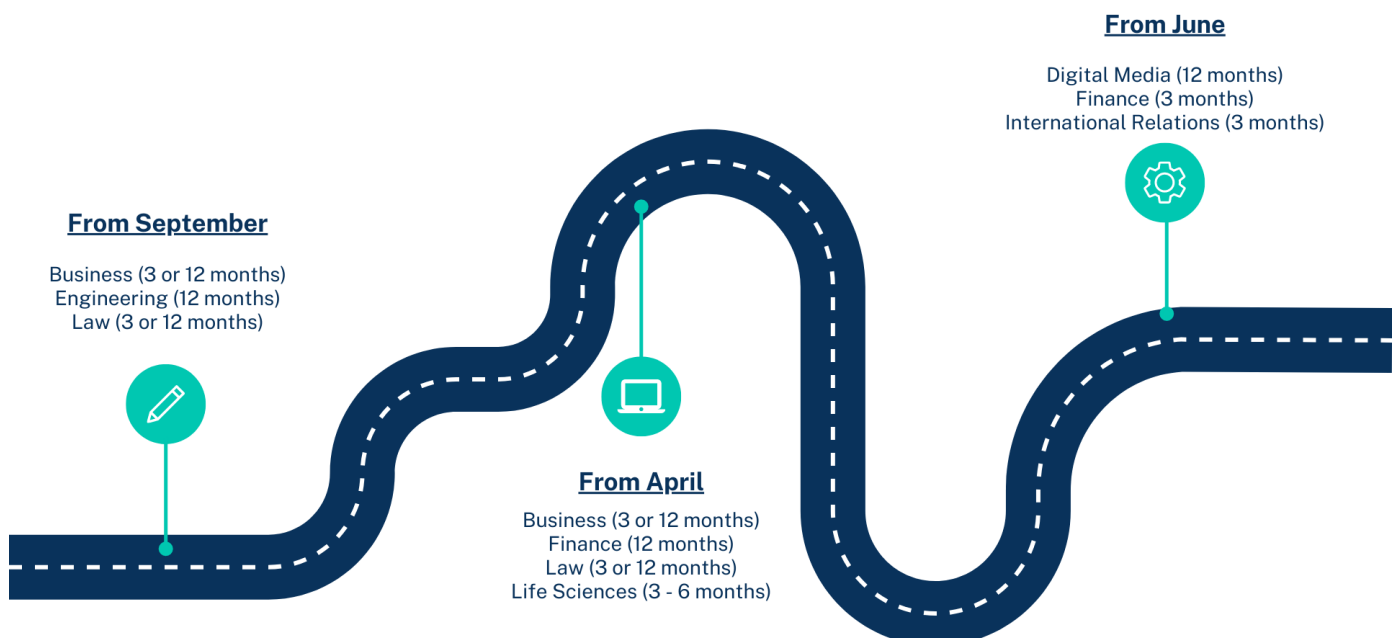 From September
Business (3 or 12 months)
Engineering (12 months)
Law (3 or 12 months)
From April
Business (3 or 12 months)
Finance (12 months)
Law (3 or 12 months)
Life Sciences (3 - 6 months)
From June
Digital Media (12 months)
Finance (3 months)
International Relations (3 months)